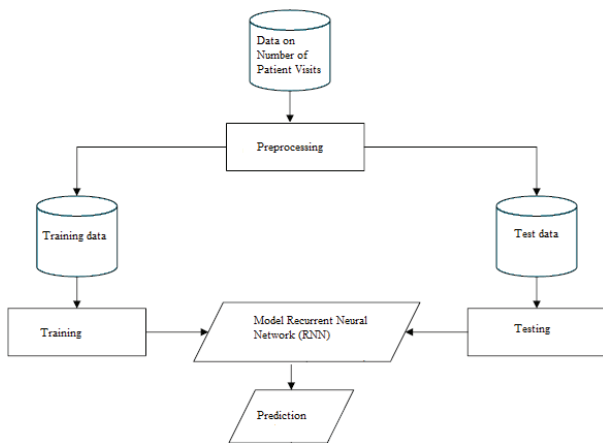 Data on
Number of
Patient Visits
Preprocessing
Training data
Test data
Training
Model Recurrent Neural
Network (RNN)
Testing
Prediction